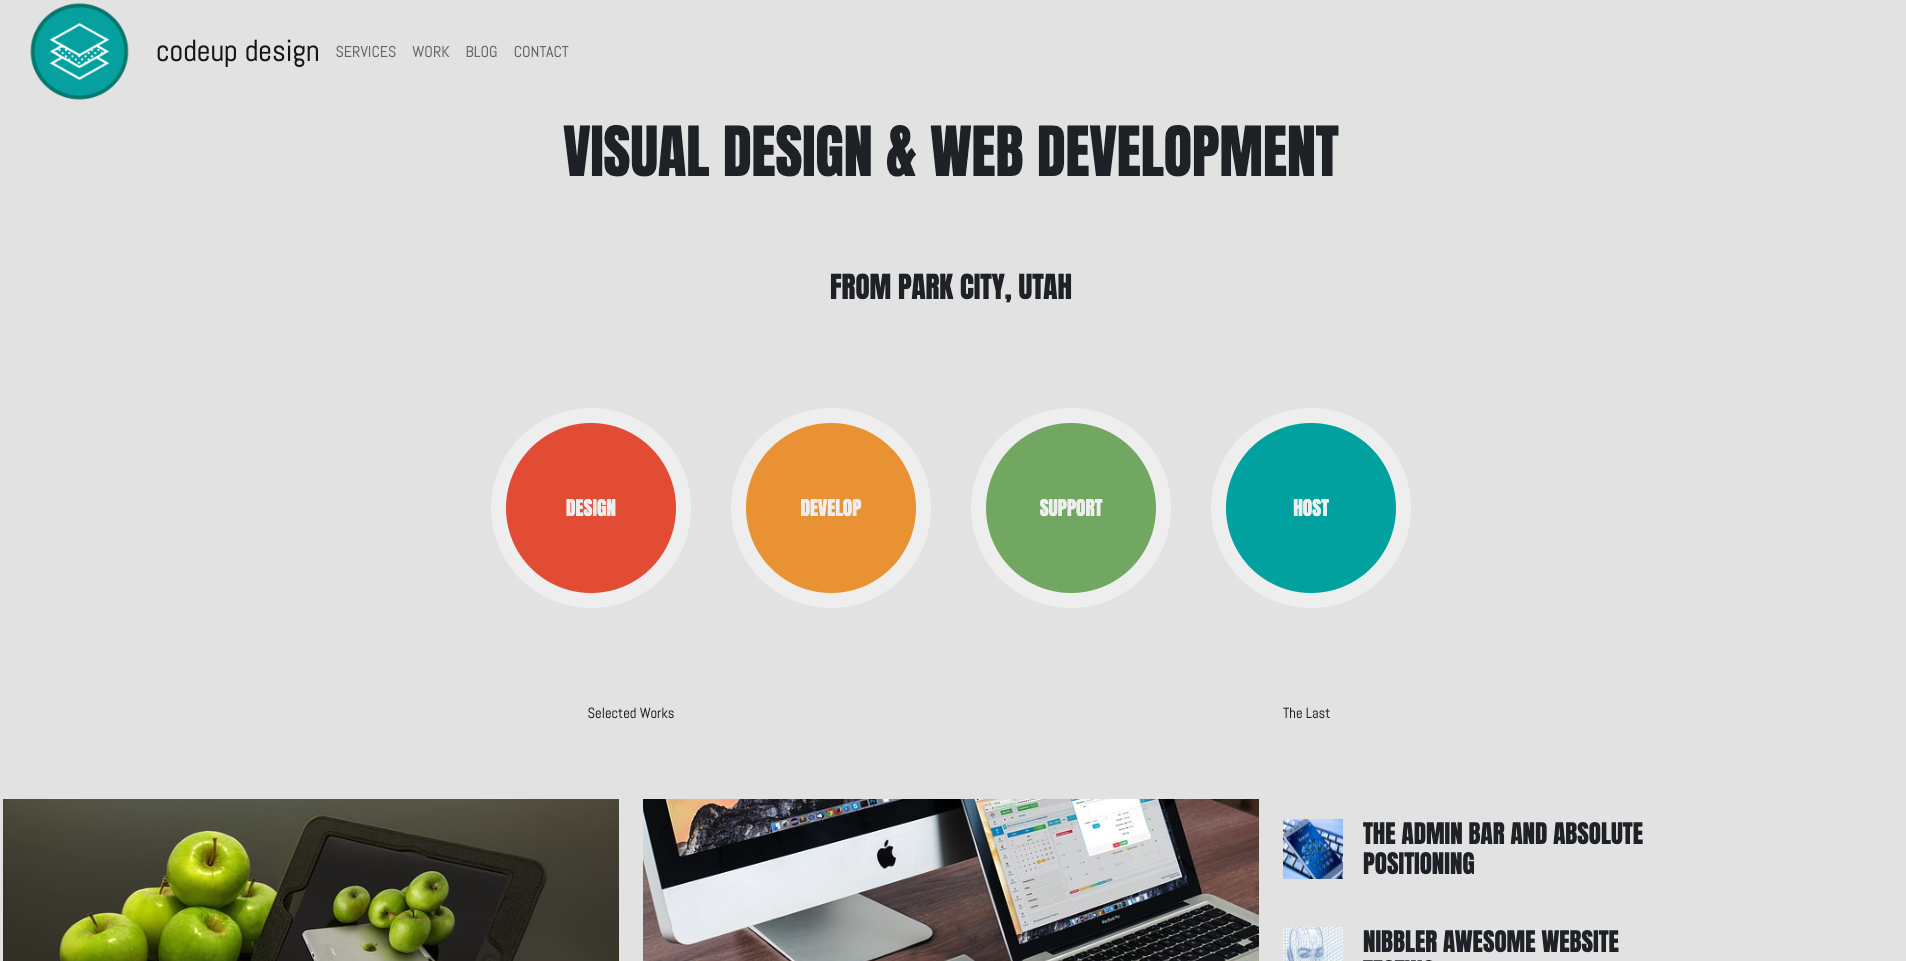 codeup design SERVICES WORK BLOG CONTACT
VISUAL DESIGN & WEB DEVELOPMENT
FROM PARK CITY, UTAH
DESIGN
DEVELOP
SUPPORT
HOST
Selected Works
The Last
THE ADMIN BAR AND ABSOLUTE
POSITIONING
NIBBLER AWESOME WEBSITE